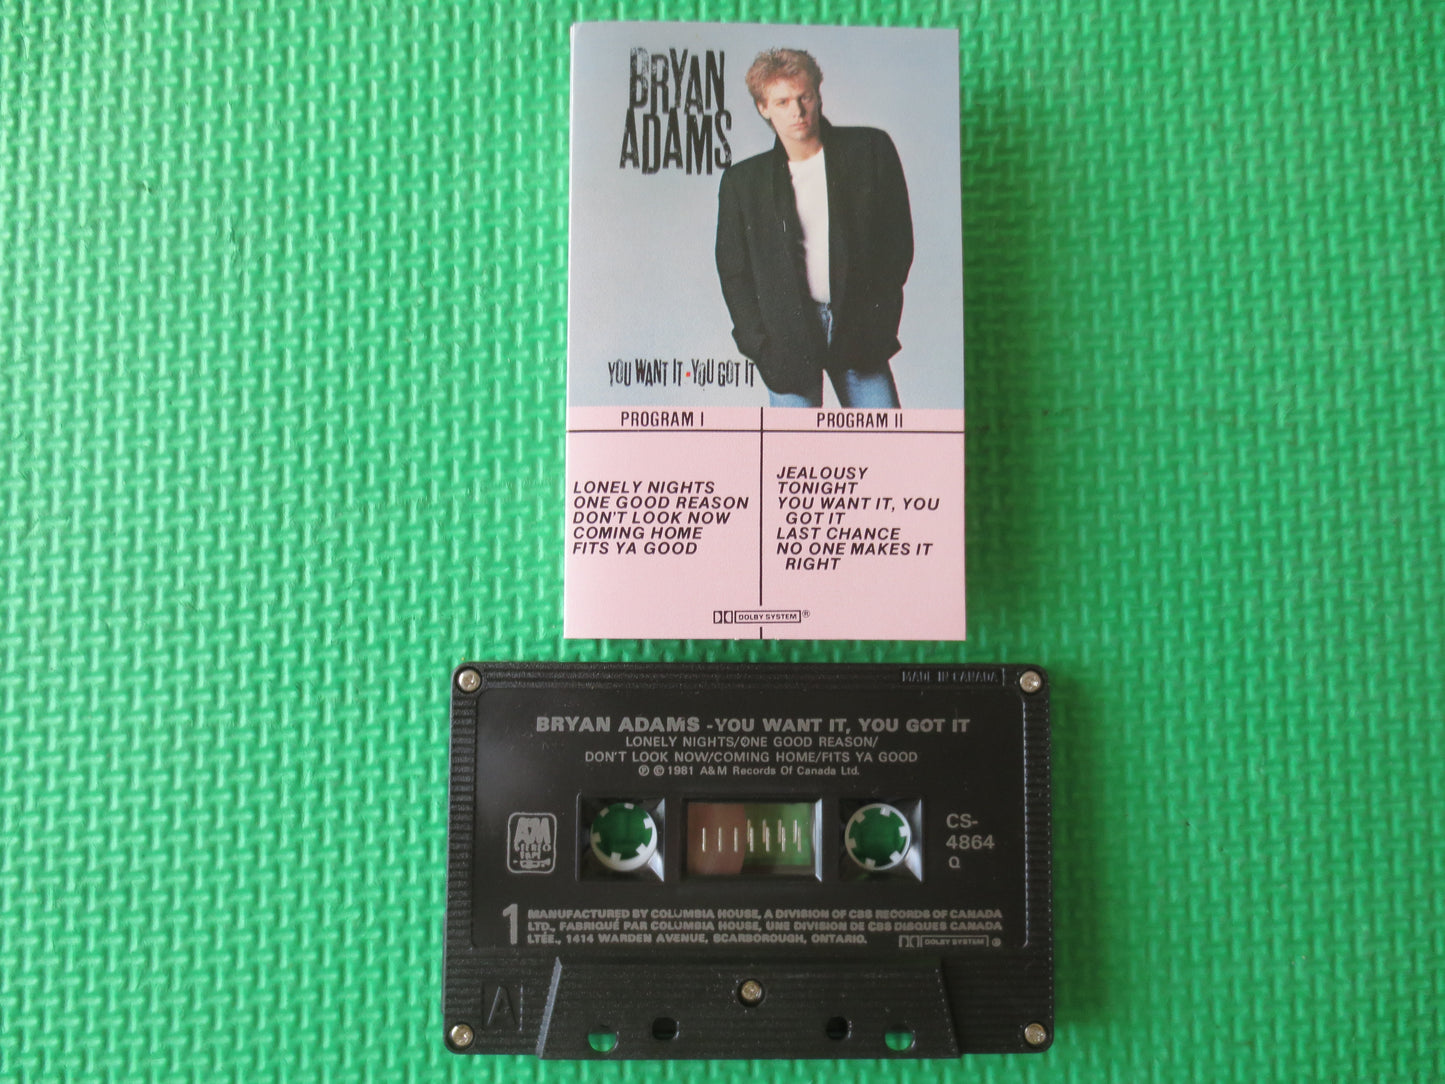 BRYAN
ADAMS
YOU WANT IT • YOU GOT IT
PROGRAM I
PROGRAM II
LONELY NIGHTS
ONE GOOD REASON
DON'T LOOK NOW
COMING HOME
FITS YA GOOD
JEALOUSY
TONIGHT
YOU WANT IT, YOU
GOT IT
LAST CHANCE
NO ONE MAKES IT
RIGHT
DOLBY SYSTEM ®
MADE IN CANADA
BRYAN ADAMS - YOU WANT IT, YOU GOT IT
LONELY NIGHTS/ONE GOOD REASON/
DON'T LOOK NOW/COMING HOME/FITS YA GOOD
℗ © 1981 A&M Records Of Canada Ltd.
A&M
STEREO
TAPE
CS-
4864
Q
1
MANUFACTURED BY COLUMBIA HOUSE, A DIVISION OF CBS RECORDS OF CANADA
LTD., FABRIQUÉ PAR COLUMBIA HOUSE, UNE DIVISION DE CBS DISQUES CANADA
LTÉE., 1414 WARDEN AVENUE, SCARBOROUGH, ONTARIO.
DOLBY SYSTEM ®
A